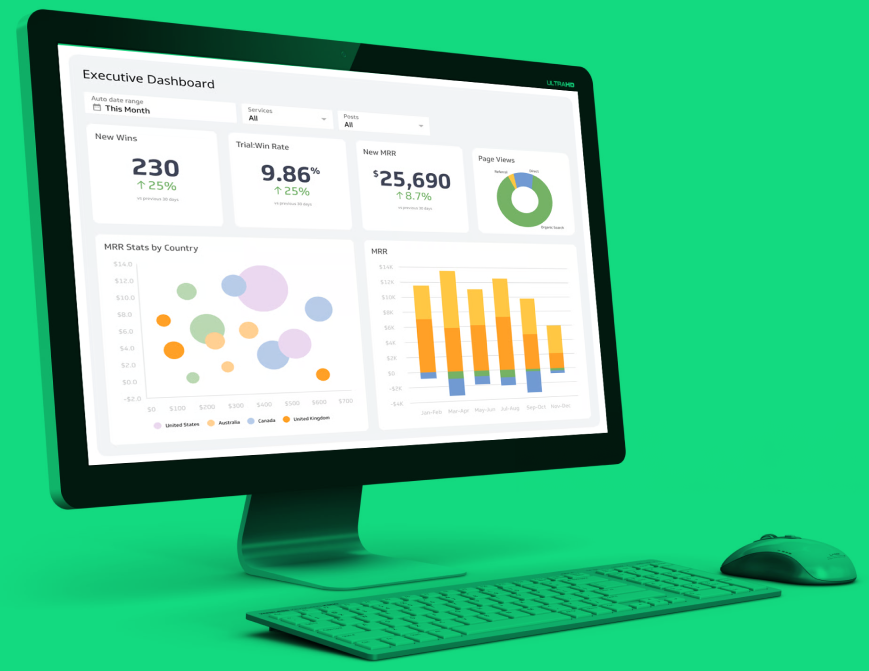 ULTRAHD
Executive Dashboard
Auto date range
This Month
Services
All
Posts
All
New Wins
230
↑25%
vs previous 30 days
Trial:Win Rate
9.86%
↑25%
vs previous 30 days
New MRR
$25,690
↑8.7%
vs previous 30 days
Page Views
Referral
Direct
Organic Search
MRR Stats by Country
$14.0
$12.0
$10.0
$8.0
$6.0
$4.0
$2.0
$0.0
-$2.0
$0 $100 $200 $300 $400 $500 $600 $700
United States Australia Canada United Kingdom
MRR
$14K
$12K
$10K
$8K
$6K
$4K
$2K
$0
-$2K
-$4K
Jan-Feb Mar-Apr May-Jun Jul-Aug Sep-Oct Nov-Dec